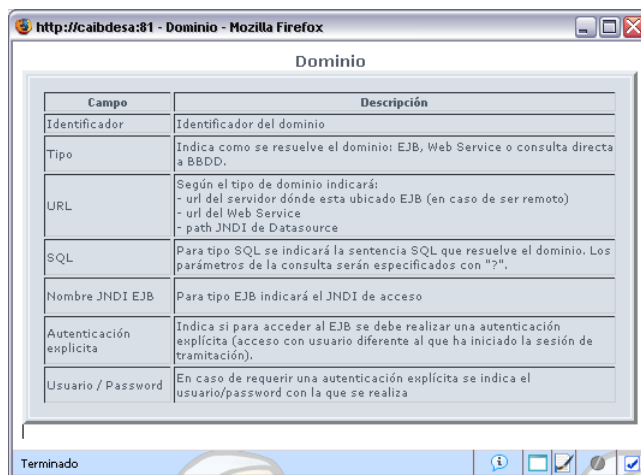 http://caibdesa:81 - Dominio - Mozilla Firefox
Dominio
Campo Descripción
Identificador Identificador del dominio
Tipo Indica como se resuelve el dominio: EJB, Web Service o consulta directa
a BBDD.
URL Según el tipo de dominio indicará:
- url del servidor dónde esta ubicado EJB (en caso de ser remoto)
- url del Web Service
- path JNDI de Datasource
SQL Para tipo SQL se indicará la sentencia SQL que resuelve el dominio. Los
parámetros de la consulta serán especificados con "?".
Nombre JNDI EJB Para tipo EJB indicará el JNDI de acceso
Autenticación
explicita
Indica si para acceder al EJB se debe realizar una autenticación
explícita (acceso con usuario diferente al que ha iniciado la sesión de
tramitación).
Usuario / Password En caso de requerir una autenticación explícita se indica el
usuario/password con la que se realiza
Terminado